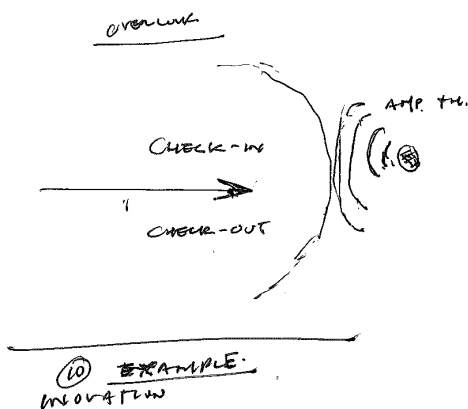 OVERLOOK
AMP. TH.
CHECK-IN
CHECK-OUT
10 EXAMPLE.
INNOVATION